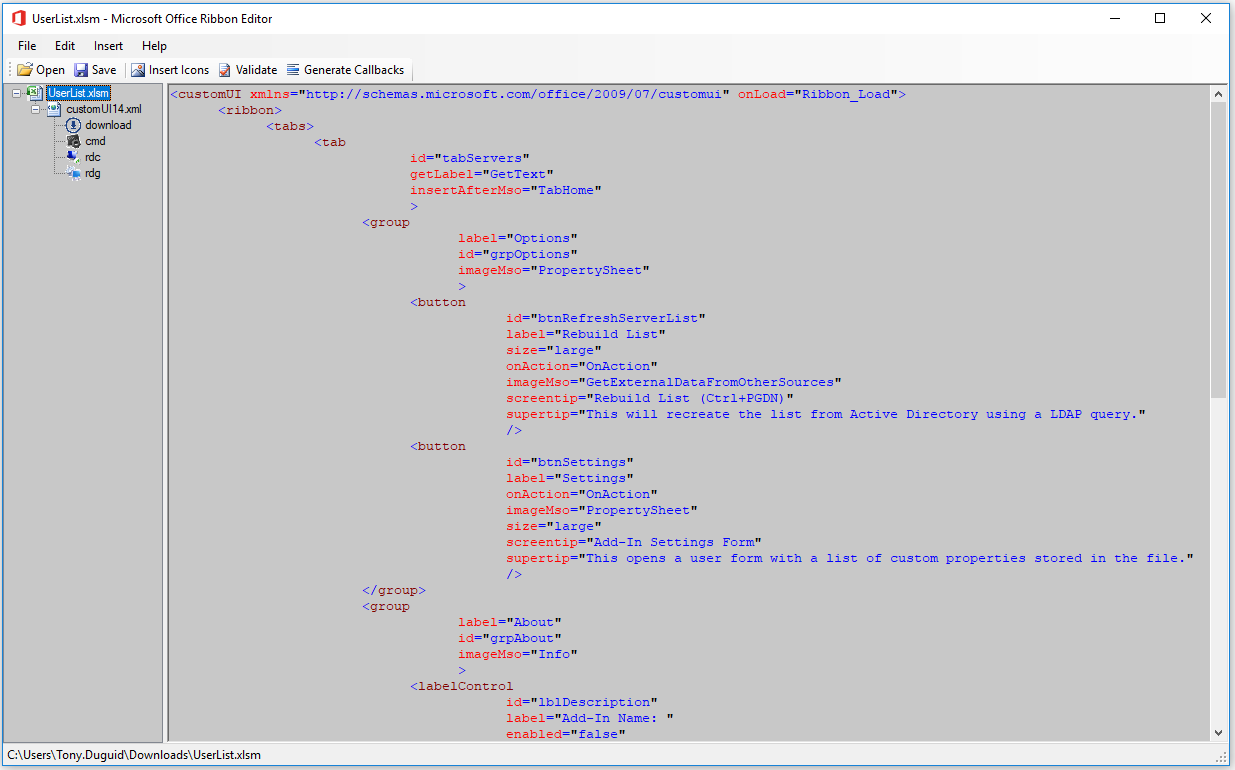 UserList.xlsm - Microsoft Office Ribbon Editor
File Edit Insert Help
Open Save Insert Icons Validate Generate Callbacks
UserList.xlsm
customUI14.xml
download
cmd
rdc
rdg
<customUI xmlns="http://schemas.microsoft.com/office/2009/07/customui" onLoad="Ribbon_Load">
<ribbon>
<tabs>
<tab
id="tabServers"
getLabel="GetText"
insertAfterMso="TabHome"
>
<group
label="Options"
id="grpOptions"
imageMso="PropertySheet"
>
<button
id="btnRefreshServerList"
label="Rebuild List"
size="large"
onAction="OnAction"
imageMso="GetExternalDataFromOtherSources"
screentip="Rebuild List (Ctrl+PGDN)"
supertip="This will recreate the list from Active Directory using a LDAP query."
/>
<button
id="btnSettings"
label="Settings"
onAction="OnAction"
imageMso="PropertySheet"
size="large"
screentip="Add-In Settings Form"
supertip="This opens a user form with a list of custom properties stored in the file."
/>
</group>
<group
label="About"
id="grpAbout"
imageMso="Info"
>
<labelControl
id="lblDescription"
label="Add-In Name: "
enabled="false"
C:\Users\Tony.Duguid\Downloads\UserList.xlsm